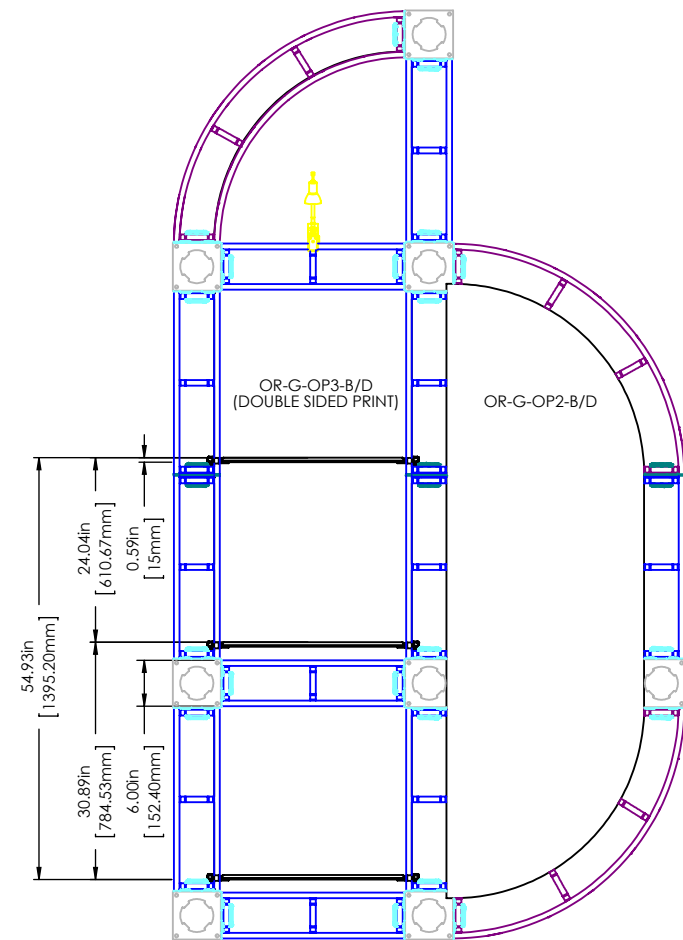 OR-G-OP3-B/D
(DOUBLE SIDED PRINT)
OR-G-OP2-B/D
54.93in
[1395.20mm]
24.04in
[610.67mm]
0.59in
[15mm]
30.89in
[784.53mm]
6.00in
[152.40mm]